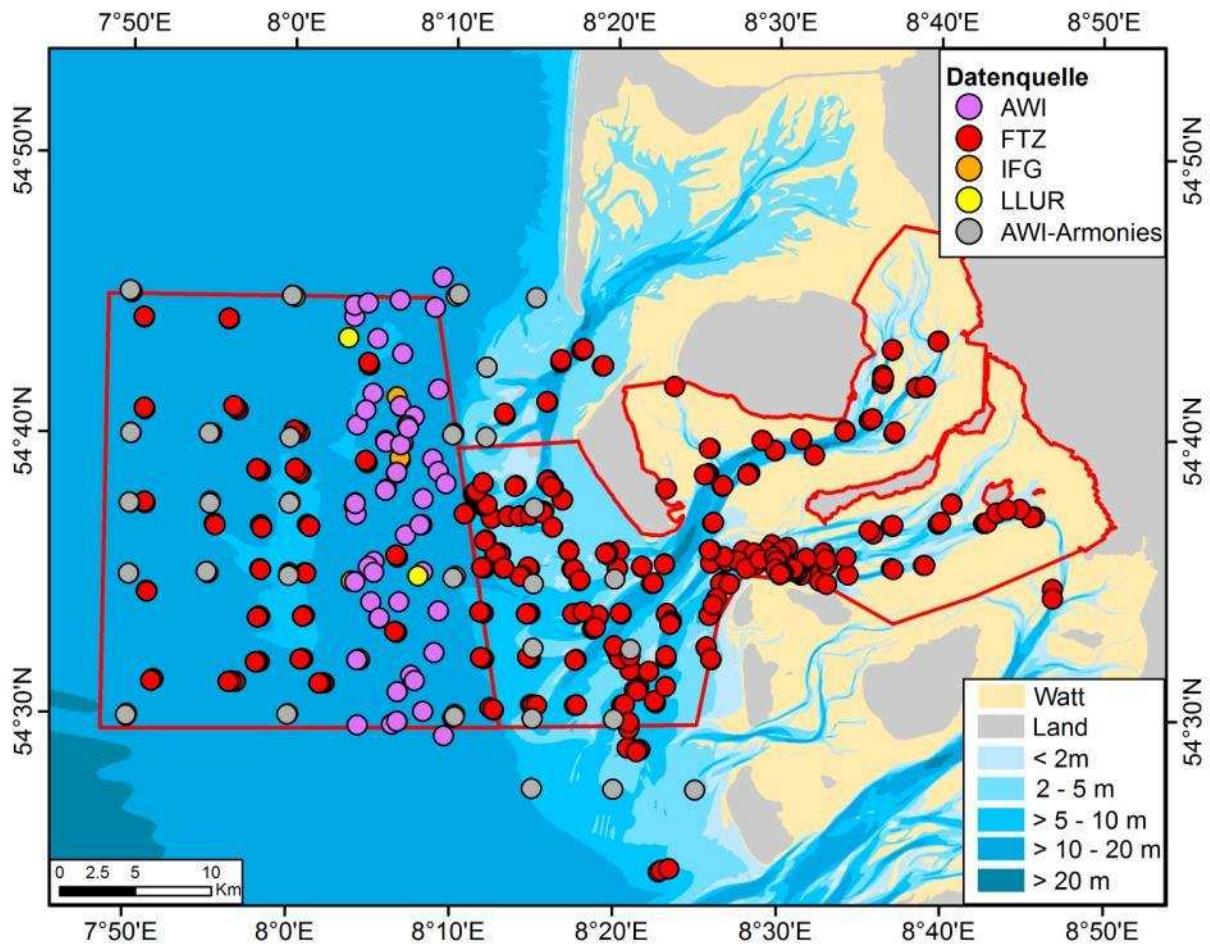 7°50'E 8°0'E 8°10'E 8°20'E 8°30'E 8°40'E 8°50'E
Datenquelle
AWI
FTZ
IFG
LLUR
AWI-Armonies
54°50'N
54°50'N
54°40'N
54°40'N
54°30'N
54°30'N
Watt
Land
< 2m
2 - 5 m
> 5 - 10 m
> 10 - 20 m
> 20 m
0 2.5 5 10
Km
7°50'E 8°0'E 8°10'E 8°20'E 8°30'E 8°40'E 8°50'E